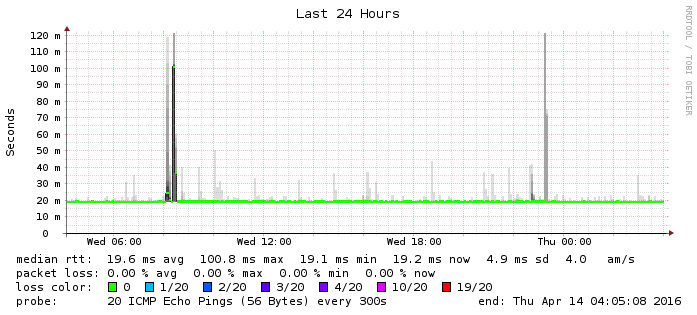 Last 24 Hours
RRDTOOL / TOBI OETIKER
Seconds
120 m
110 m
100 m
90 m
80 m
70 m
60 m
50 m
40 m
30 m
20 m
10 m
0
Wed 06:00 Wed 12:00 Wed 18:00 Thu 00:00
median rtt: 19.6 ms avg 100.8 ms max 19.1 ms min 19.2 ms now 4.9 ms sd 4.0 am/s
packet loss: 0.00 % avg 0.00 % max 0.00 % min 0.00 % now
loss color: 0 1/20 2/20 3/20 4/20 10/20 19/20
probe: 20 ICMP Echo Pings (56 Bytes) every 300s end: Thu Apr 14 04:05:08 2016